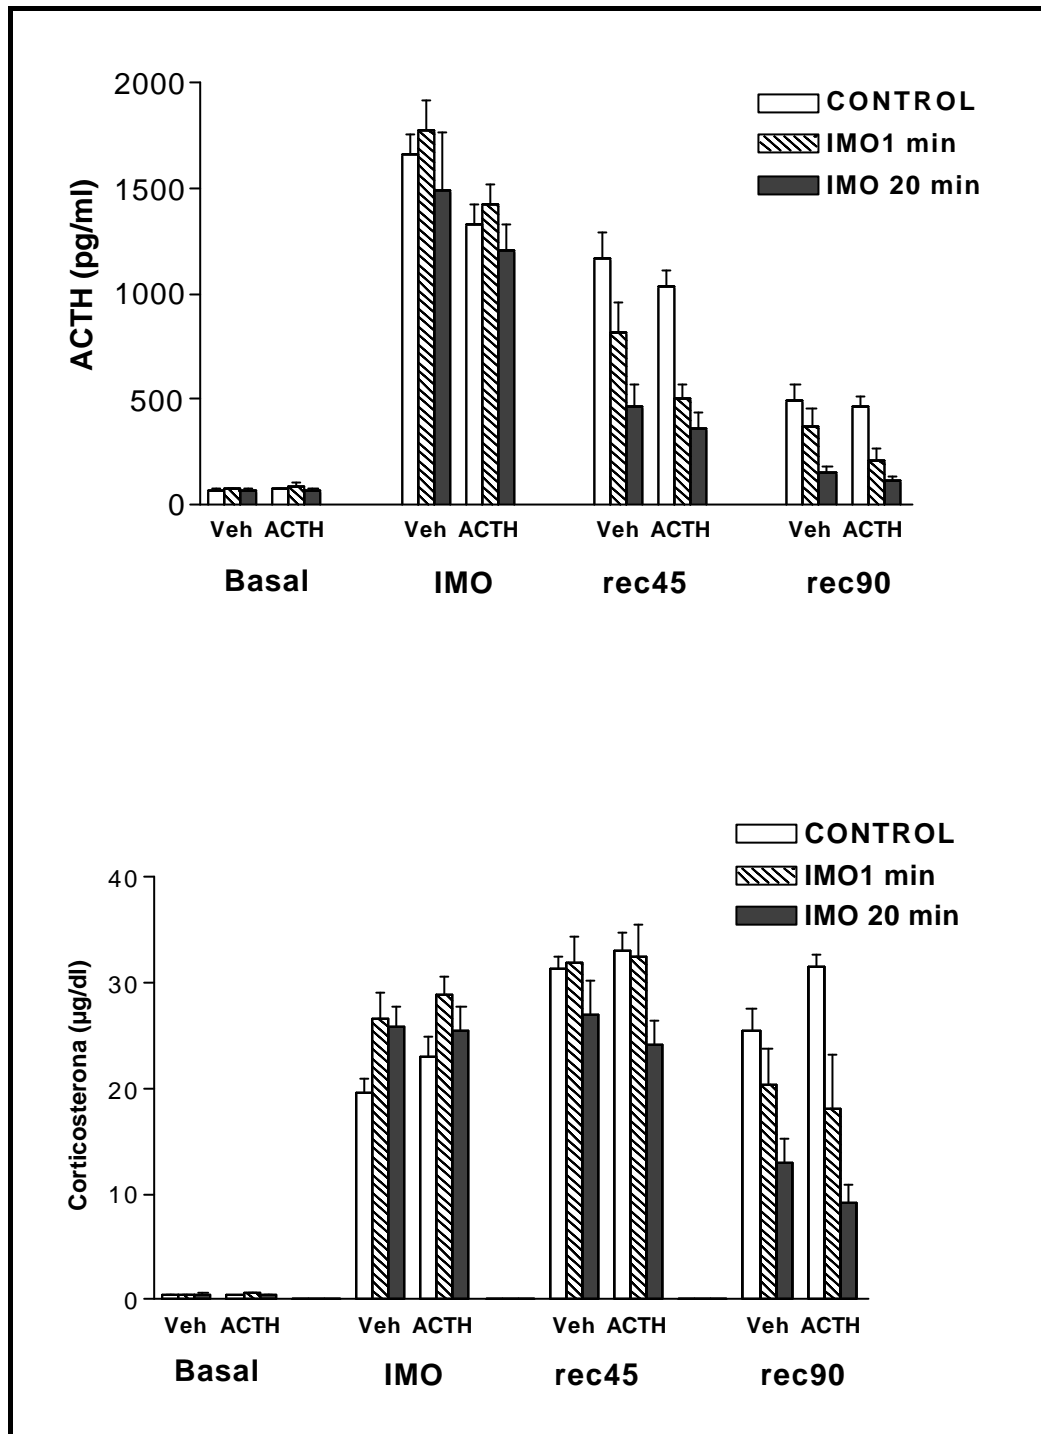 2000
1500
1000
500
0
ACTH (pg/ml)
CONTROL
IMO1 min
IMO 20 min
Veh ACTH Veh ACTH Veh ACTH Veh ACTH
Basal IMO rec45 rec90
CONTROL
IMO1 min
IMO 20 min
40
30
20
10
0
Corticosterona (µg/dl)
Veh ACTH Veh ACTH Veh ACTH Veh ACTH
Basal IMO rec45 rec90